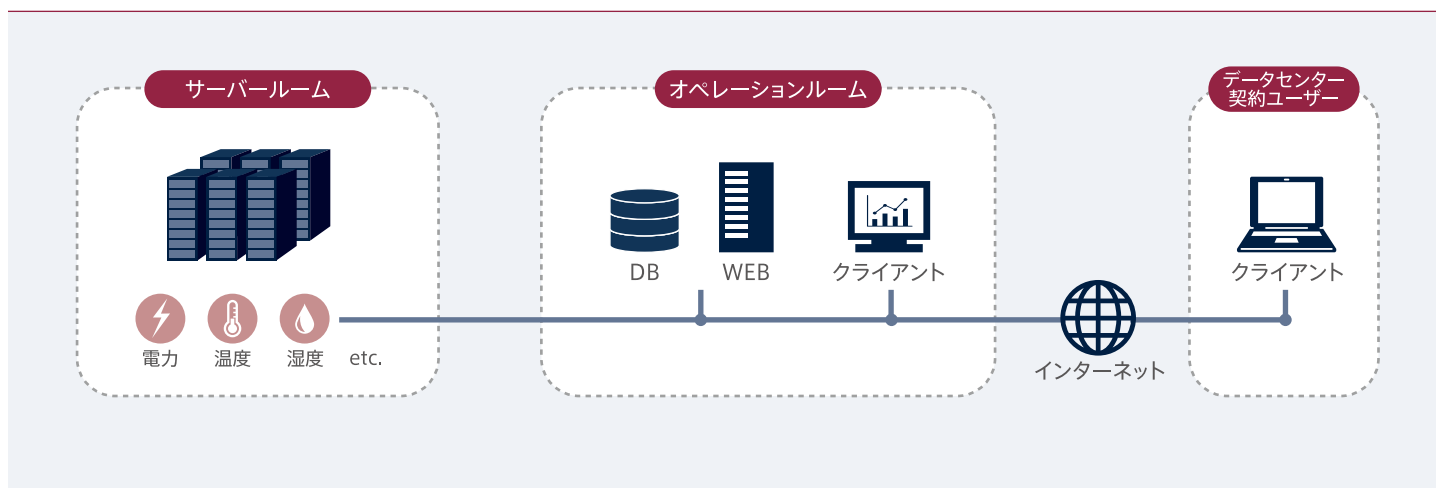 サーバールーム
オペレーションルーム
データセンター
契約ユーザー
DB
WEB
クライアント
クライアント
電力
温度
湿度
etc.
インターネット